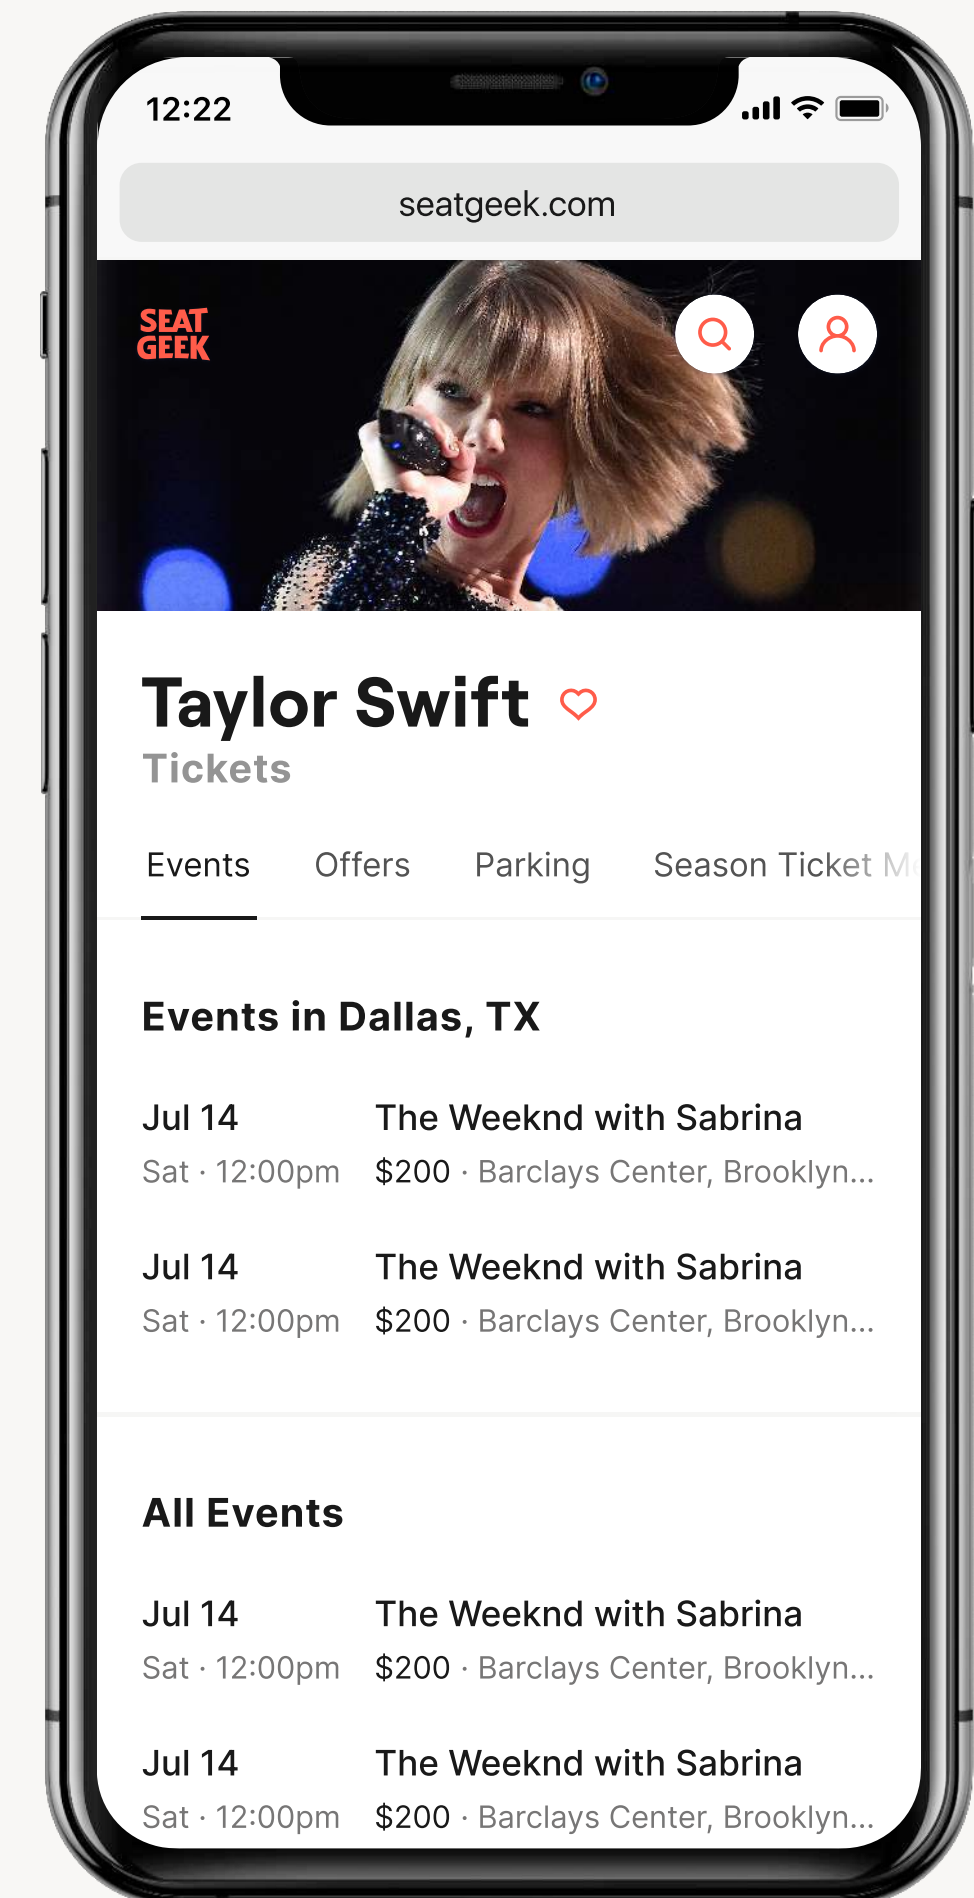 12:22
seatgeek.com
SEAT
GEEK
Taylor Swift
Tickets
Events Offers Parking Season Ticket
Events in Dallas, TX
Jul 14 The Weeknd with Sabrina
Sat · 12:00pm $200 · Barclays Center, Brooklyn...
Jul 14 The Weeknd with Sabrina
Sat · 12:00pm $200 · Barclays Center, Brooklyn...
All Events
Jul 14 The Weeknd with Sabrina
Sat · 12:00pm $200 · Barclays Center, Brooklyn...
Jul 14 The Weeknd with Sabrina
Sat · 12:00pm $200 · Barclays Center, Brooklyn...